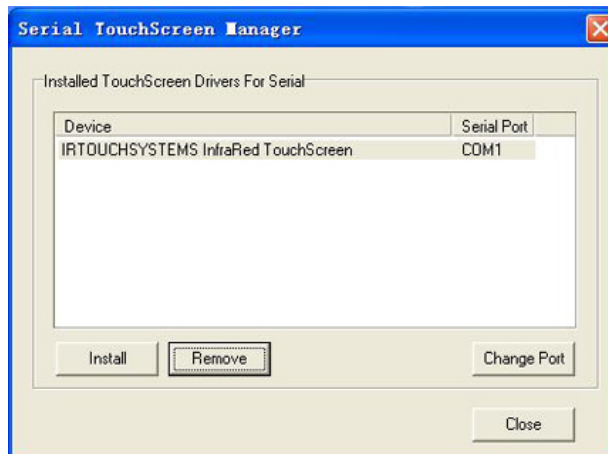 Serial TouchScreen Manager
Installed TouchScreen Drivers For Serial
Device Serial Port
IRTOUCHSYSTEMS InfraRed TouchScreen COM1
Install Remove Change Port
Close